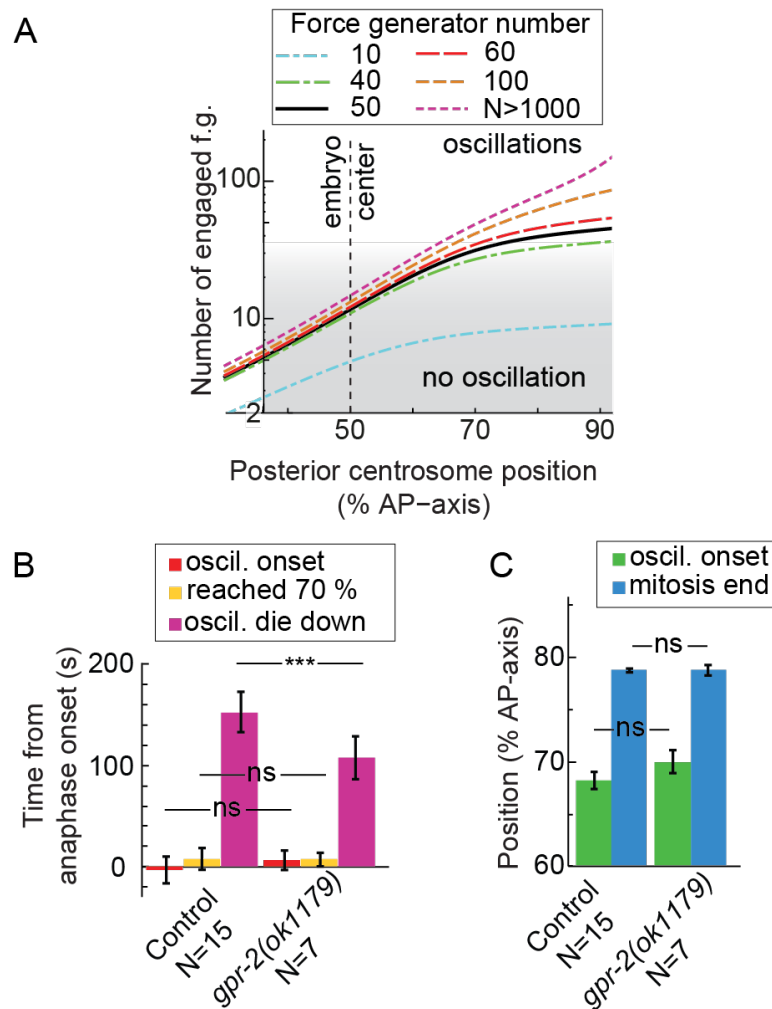 A
Force generator number
10
60
40
100
50
N>1000
oscillations
embryo
center
no oscillation
100
10
2
Number of engaged f.g.
50
70
90
Posterior centrosome position
(% AP−axis)
B
oscil. onset
reached 70 %
oscil. die down
200
100
0
Time from
anaphase onset (s)
***
ns
ns
Control
N=15
gpr-2(ok1179)
N=7
C
oscil. onset
mitosis end
80
70
60
Position (% AP-axis)
ns
ns
Control
N=15
gpr-2(ok1179)
N=7